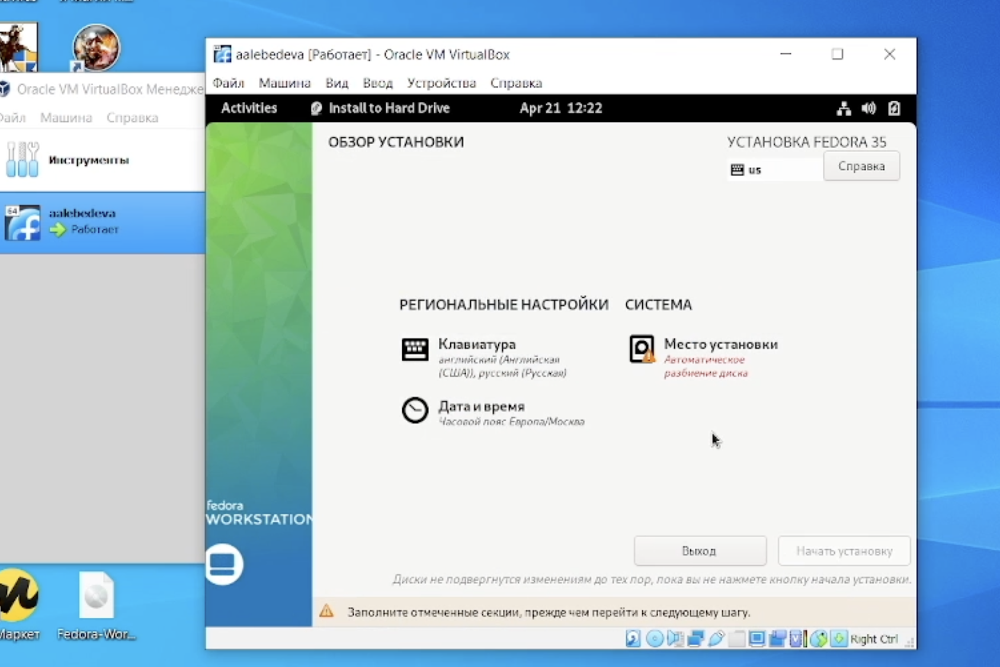 aalebedeva [Работает] - Oracle VM VirtualBox
Файл Машина Вид Ввод Устройства Справка
Oracle VM VirtualBox Менедже
Файл Машина Справка
Инструменты
64
aalebedeva
Работает
Activities Install to Hard Drive Apr 21 12:22
ОБЗОР УСТАНОВКИ
УСТАНОВКА FEDORA 35
us
Справка
РЕГИОНАЛЬНЫЕ НАСТРОЙКИ
Клавиатура
английский (Английская
(США)), русский (Русская)
Дата и время
Часовой пояс Европа/Москва
СИСТЕМА
Место установки
Автоматическое
разбиение диска
fedora
WORKSTATION
Выход
Начать установку
Диски не подвергнутся изменениям до тех пор, пока вы не нажмете кнопку начала установки.
Заполните отмеченные секции, прежде чем перейти к следующему шагу.
Right Ctrl
Маркет
Fedora-Wor...